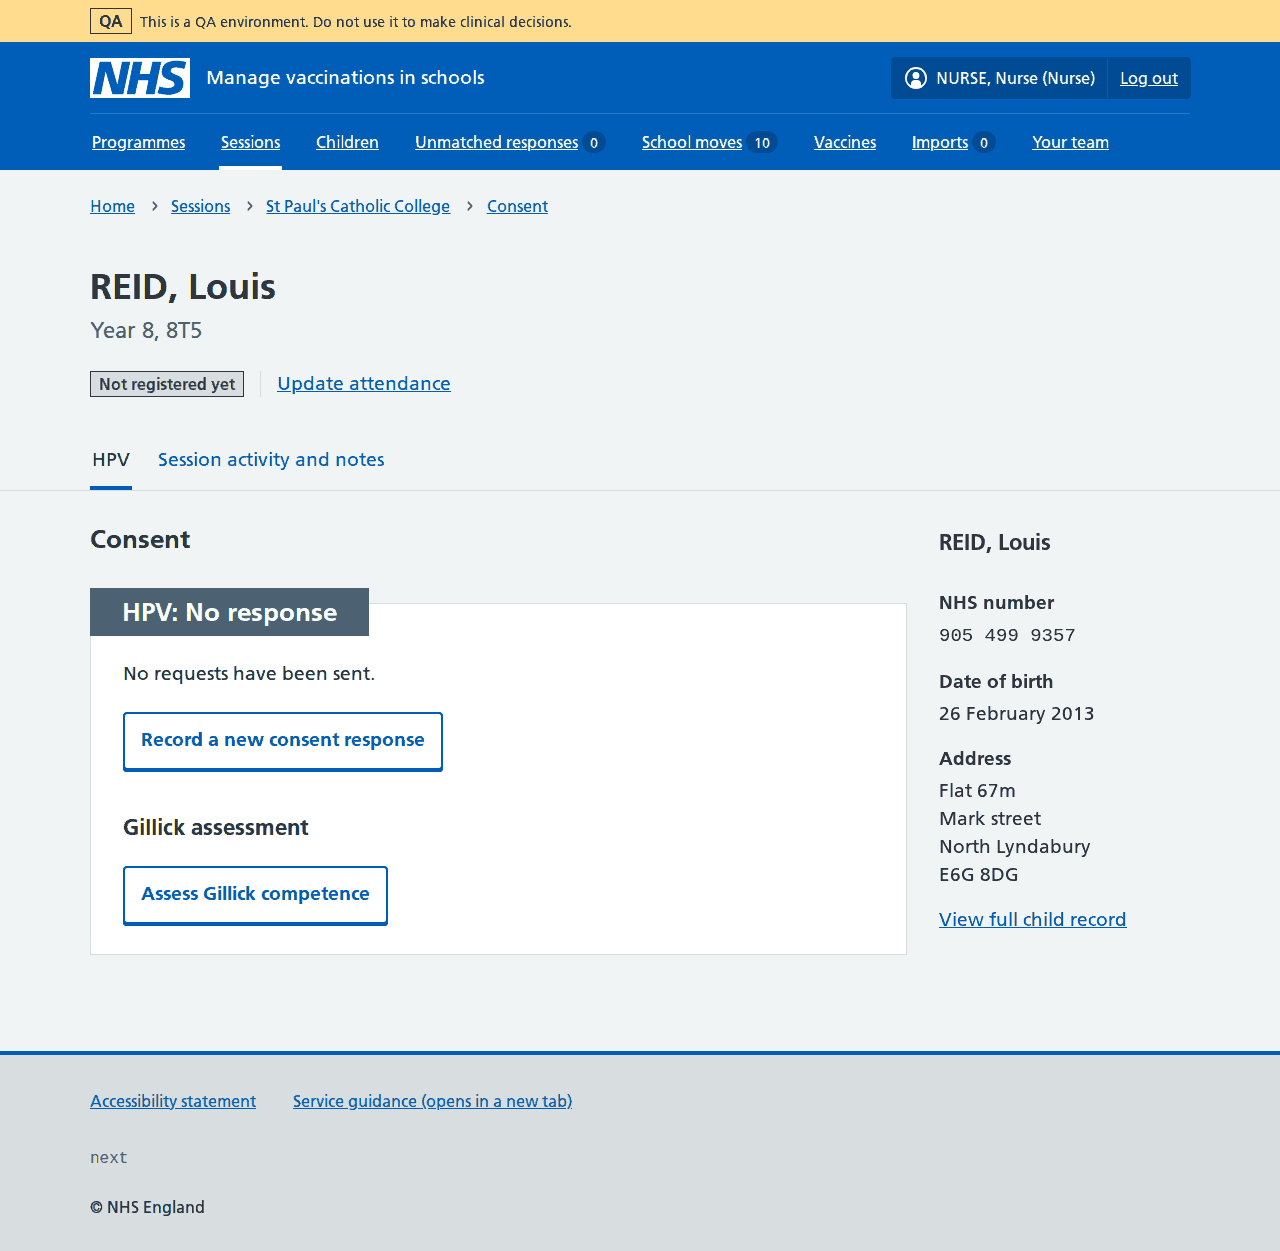 QA This is a QA environment. Do not use it to make clinical decisions.
NHS Manage vaccinations in schools NURSE, Nurse (Nurse) Log out
Programmes Sessions Children Unmatched responses 0 School moves 10 Vaccines Imports 0 Your team
Home Sessions St Paul's Catholic College Consent
REID, Louis
Year 8, 8T5
Not registered yet Update attendance
HPV Session activity and notes
Consent
HPV: No response
No requests have been sent.
Record a new consent response
Gillick assessment
Assess Gillick competence
REID, Louis
NHS number
905 499 9357
Date of birth
26 February 2013
Address
Flat 67m
Mark street
North Lyndabury
E6G 8DG
View full child record
Accessibility statement Service guidance (opens in a new tab)
next
© NHS England